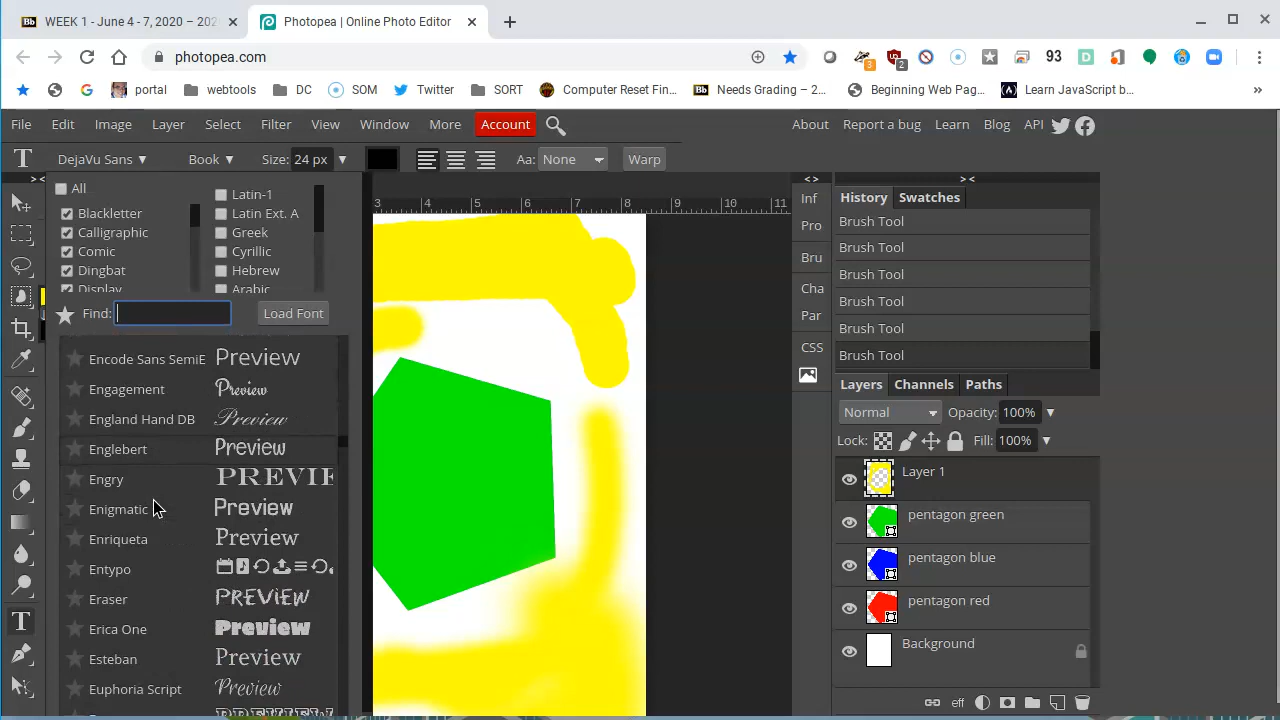 WEEK 1 - June 4 - 7, 2020 – 202
Photopea | Online Photo Editor
photopea.com
3
2
93
portal
webtools
DC
SOM
Twitter
SORT
Computer Reset Fin...
Needs Grading – 2...
Beginning Web Pag...
Learn JavaScript b...
»
File Edit Image Layer Select Filter View Window More Account
About Report a bug Learn Blog API
DejaVu Sans ▼ Book ▼ Size: 24 px ▼ Aa: None Warp
> < < > > <
All
Blackletter
Calligraphic
Comic
Dingbat
Display
Latin-1
Latin Ext. A
Greek
Cyrillic
Hebrew
Arabic
Find: Load Font
Encode Sans SemiE Preview
Engagement Preview
England Hand DB Preview
Englebert Preview
Engry PREVIE
Enigmatic Preview
Enriqueta Preview
Entypo
Eraser PREVIEW
Erica One Preview
Esteban Preview
Euphoria Script Preview
3 4 5 6 7 8 9 10 11
Inf
Pro
Bru
Cha
Par
CSS
History Swatches
Brush Tool
Brush Tool
Brush Tool
Brush Tool
Brush Tool
Brush Tool
Layers Channels Paths
Normal Opacity: 100% ▼
Lock: Fill: 100% ▼
Layer 1
pentagon green
pentagon blue
pentagon red
Background
eff